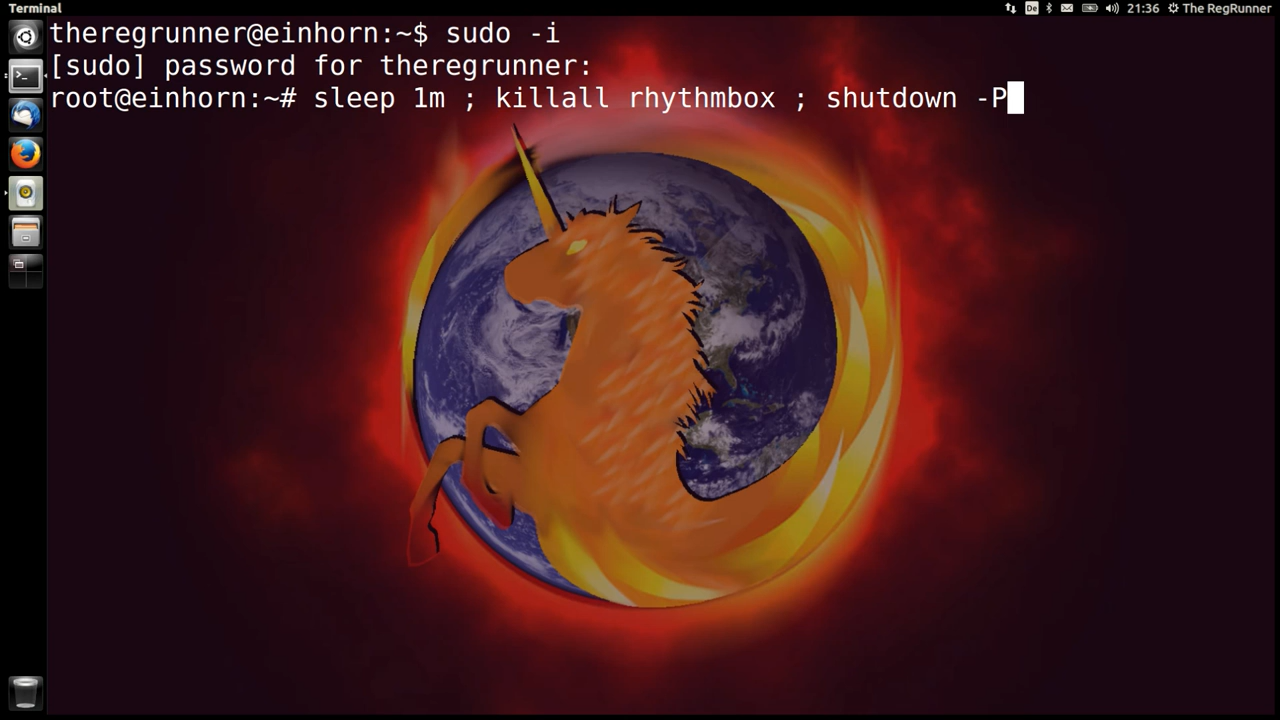 Terminal
De
21:36
The RegRunner
theregrunner@einhorn:~$ sudo -i
[sudo] password for theregrunner:
root@einhorn:~# sleep 1m ; killall rhythmbox ; shutdown -P